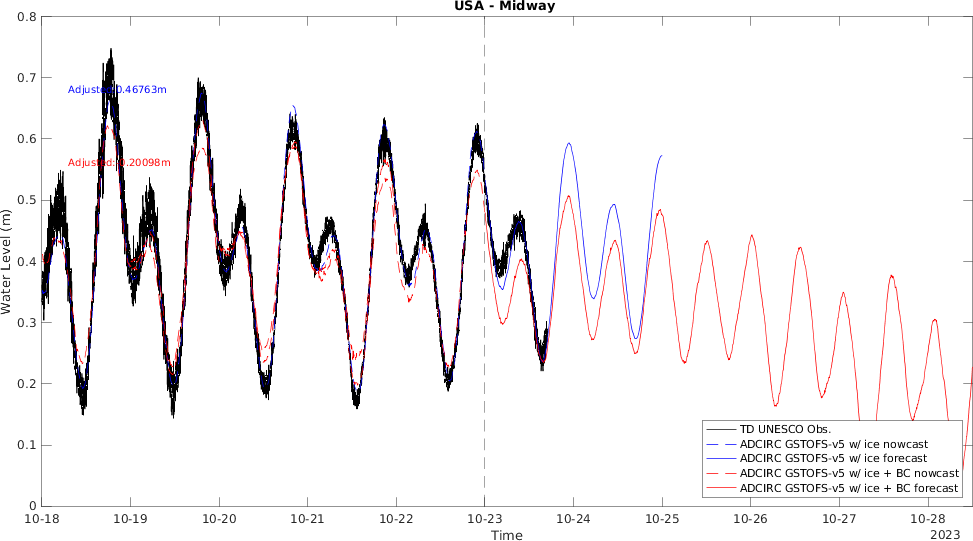 USA - Midway
0.8
0.7
0.6
0.5
0.4
0.3
0.2
0.1
0
Water Level (m)
Adjusted: 0.46763m
Adjusted: 0.20098m
TD UNESCO Obs.
ADCIRC GSTOFS-v5 w/ ice nowcast
ADCIRC GSTOFS-v5 w/ ice forecast
ADCIRC GSTOFS-v5 w/ ice + BC nowcast
ADCIRC GSTOFS-v5 w/ ice + BC forecast
10-18 10-19 10-20 10-21 10-22 10-23 10-24 10-25 10-26 10-27 10-28
Time
2023